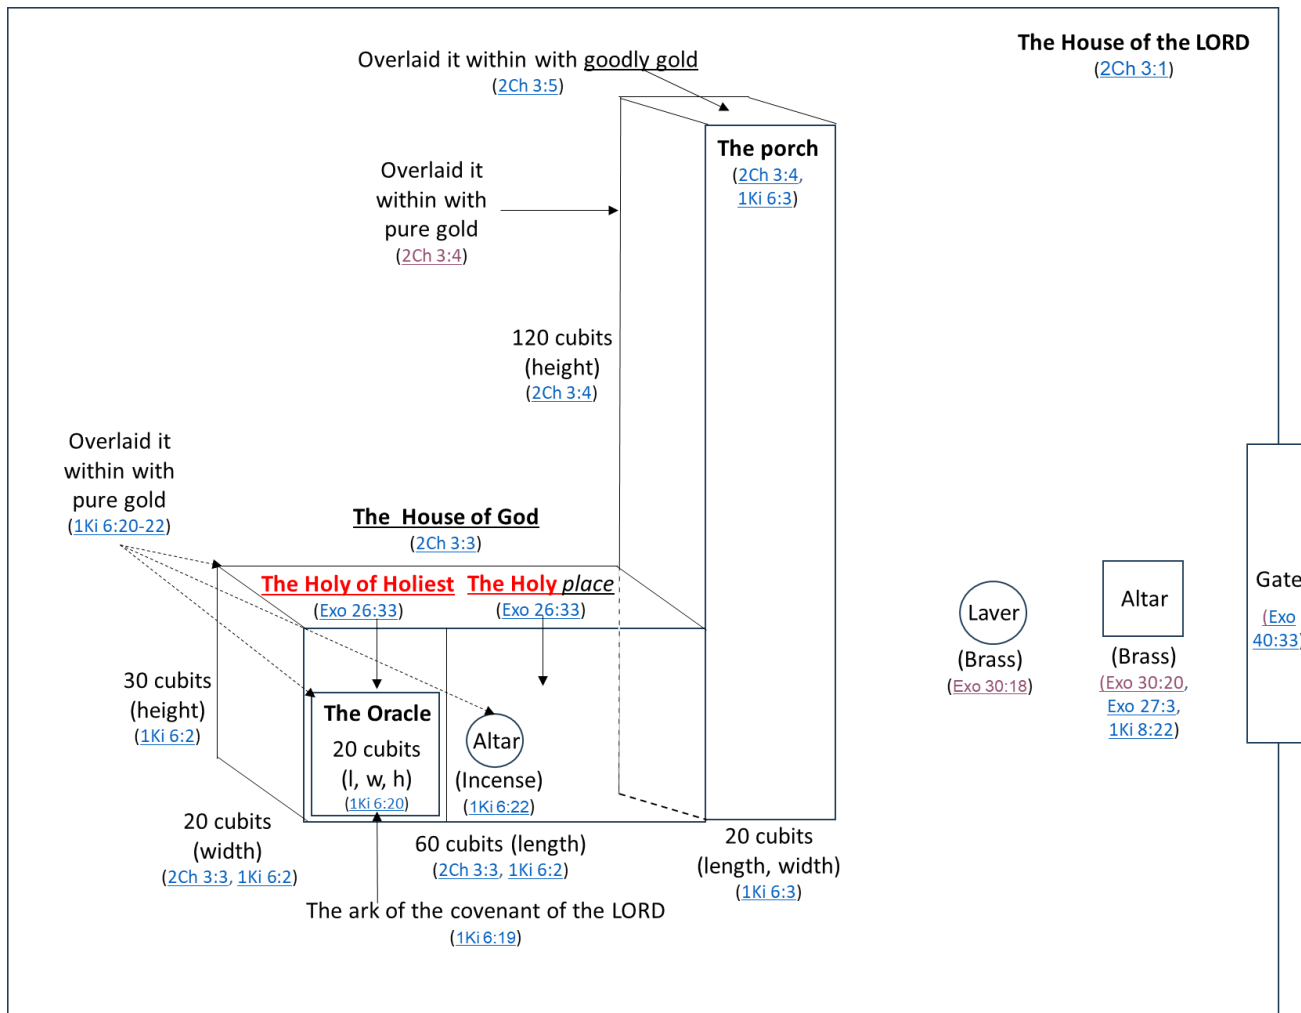 The House of the LORD
(2Ch 3:1)
Overlaid it within with goodly gold
(2Ch 3:5)
The porch
(2Ch 3:4,
1Ki 6:3)
Overlaid it
within with
pure gold
(2Ch 3:4)
120 cubits
(height)
(2Ch 3:4)
Overlaid it
within with
pure gold
(1Ki 6:20-22)
The House of God
(2Ch 3:3)
The Holy of Holiest
(Exo 26:33)
The Holy place
(Exo 26:33)
30 cubits
(height)
(1Ki 6:2)
The Oracle
20 cubits
(l, w, h)
(1Ki 6:20)
Altar
(Incense)
(1Ki 6:22)
20 cubits
(width)
(2Ch 3:3, 1Ki 6:2)
60 cubits (length)
(2Ch 3:3, 1Ki 6:2)
20 cubits
(length, width)
(1Ki 6:3)
The ark of the covenant of the LORD
(1Ki 6:19)
Laver
(Brass)
(Exo 30:18)
Altar
(Brass)
(Exo 30:20,
Exo 27:3,
1Ki 8:22)
Gate
(Exo
40:33)